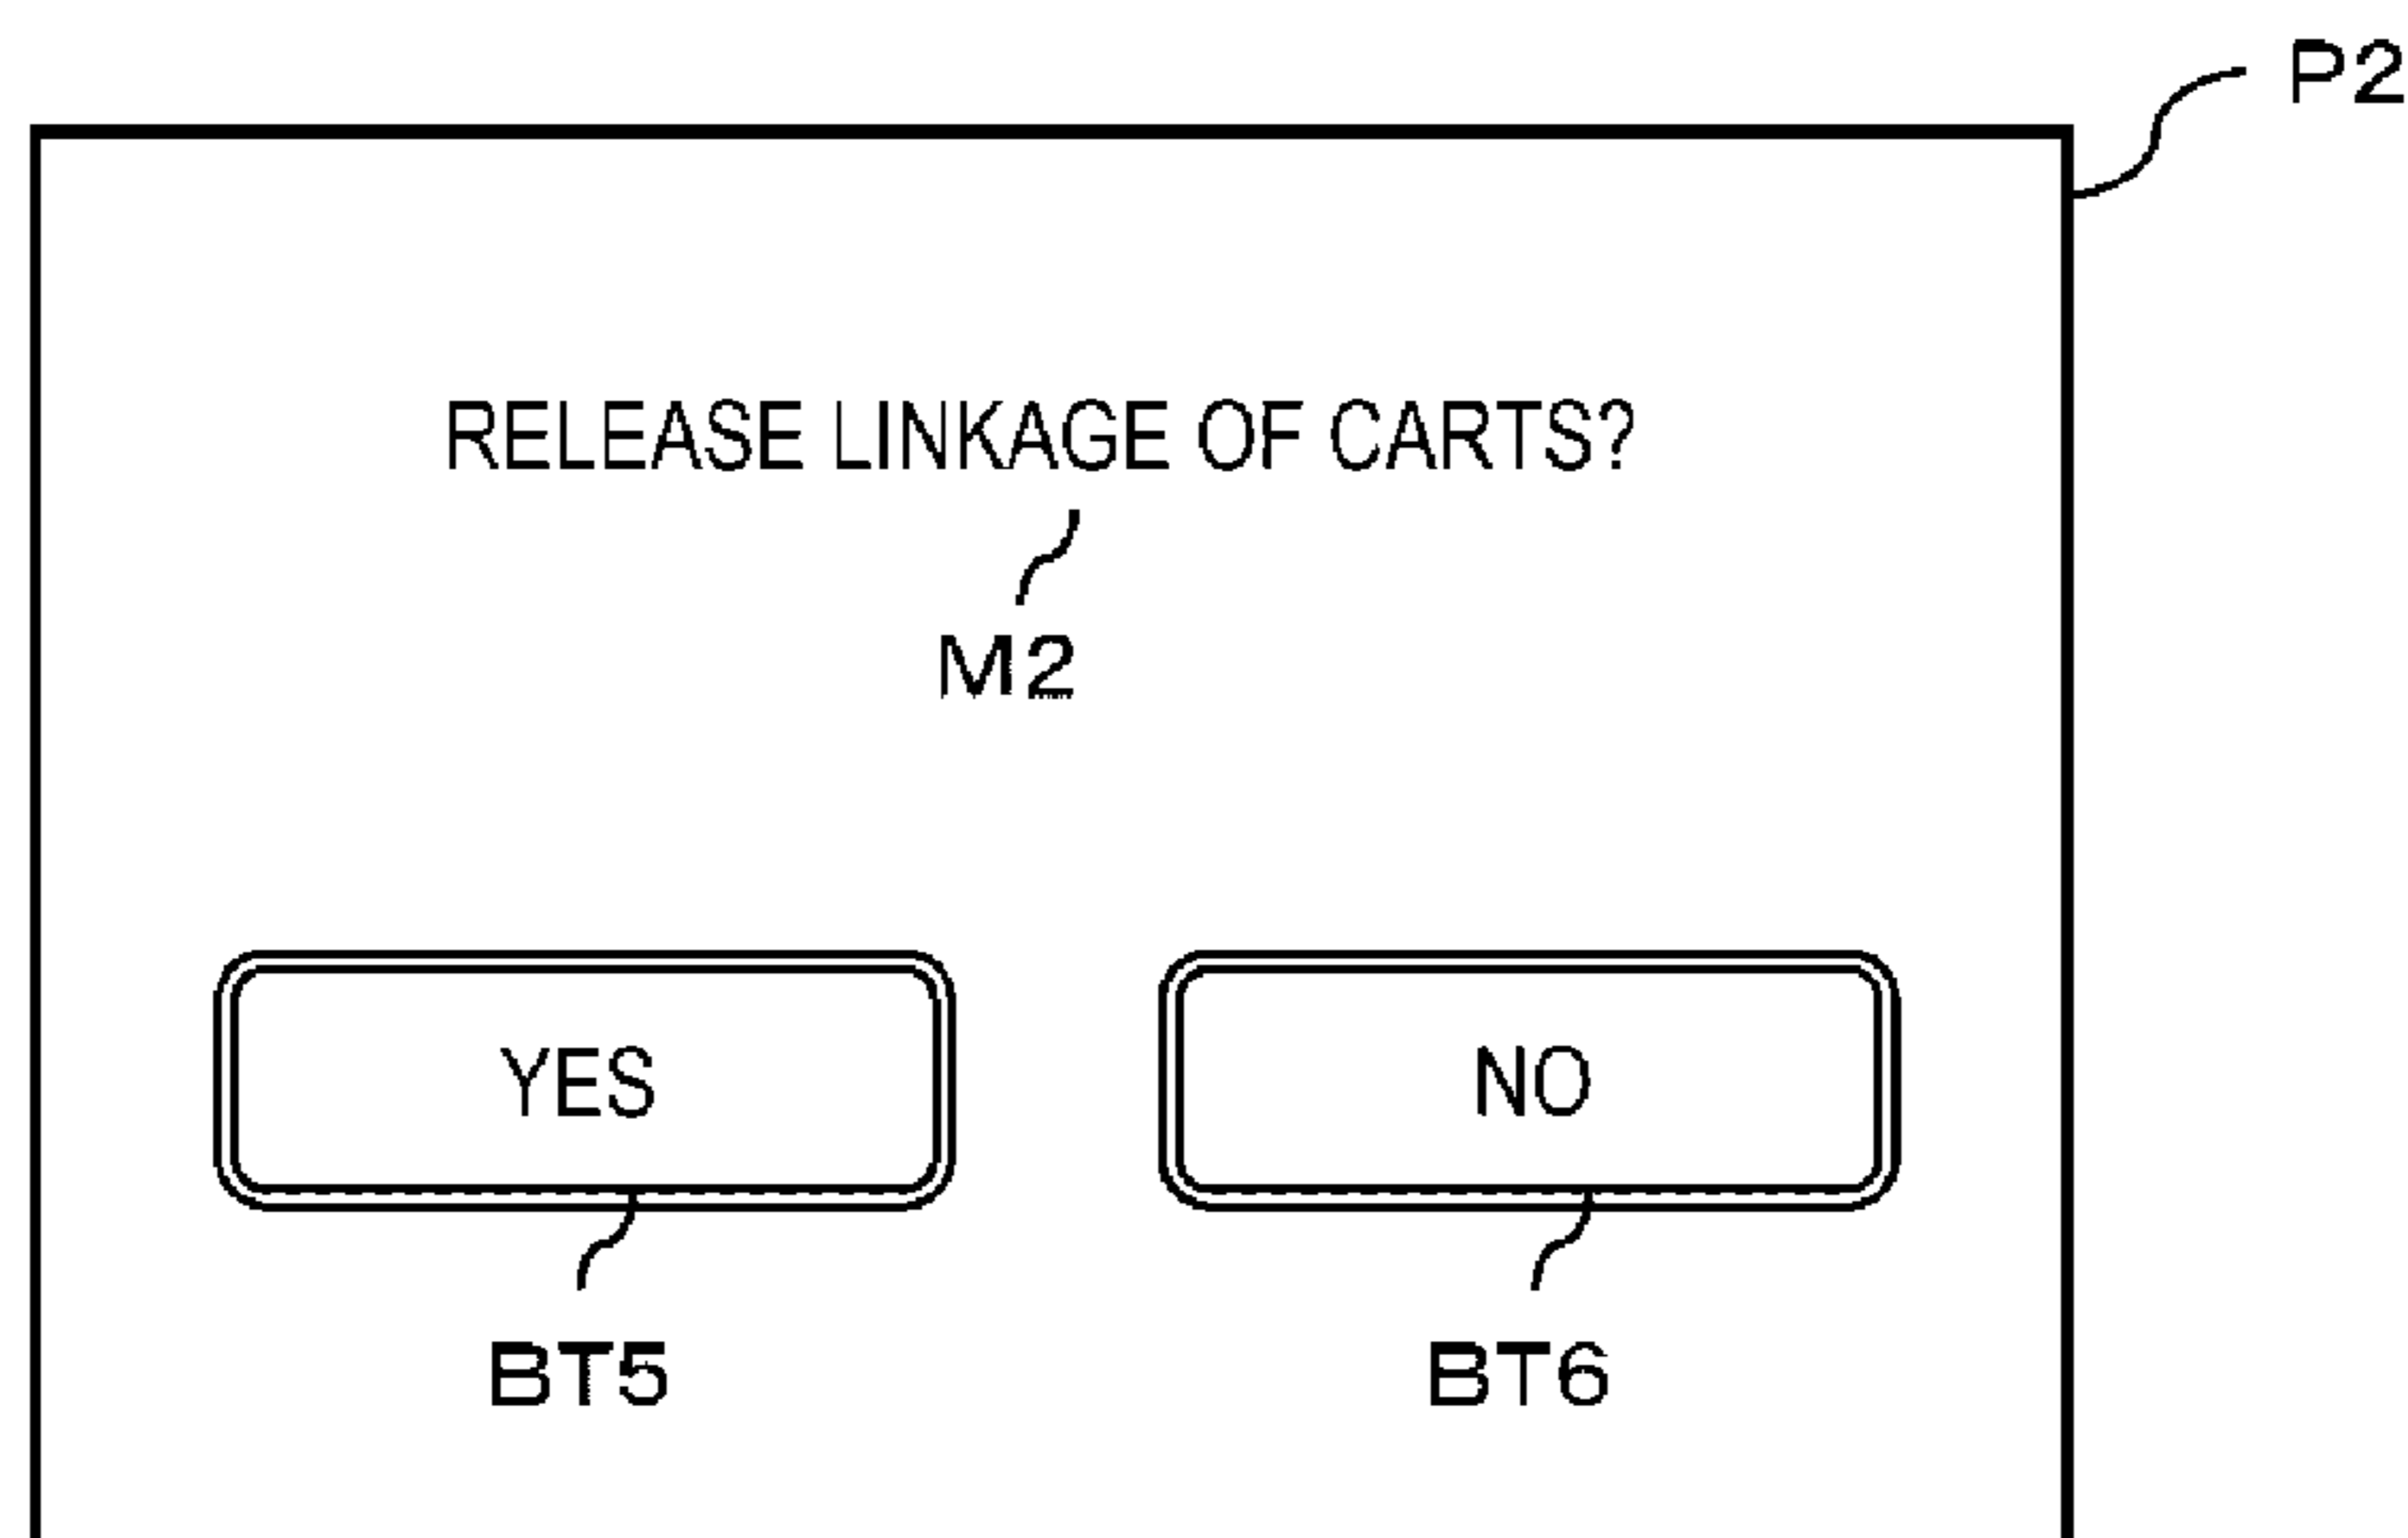 P2
RELEASE LINKAGE OF CARTS?
M2
YES NO
BT5 BT6